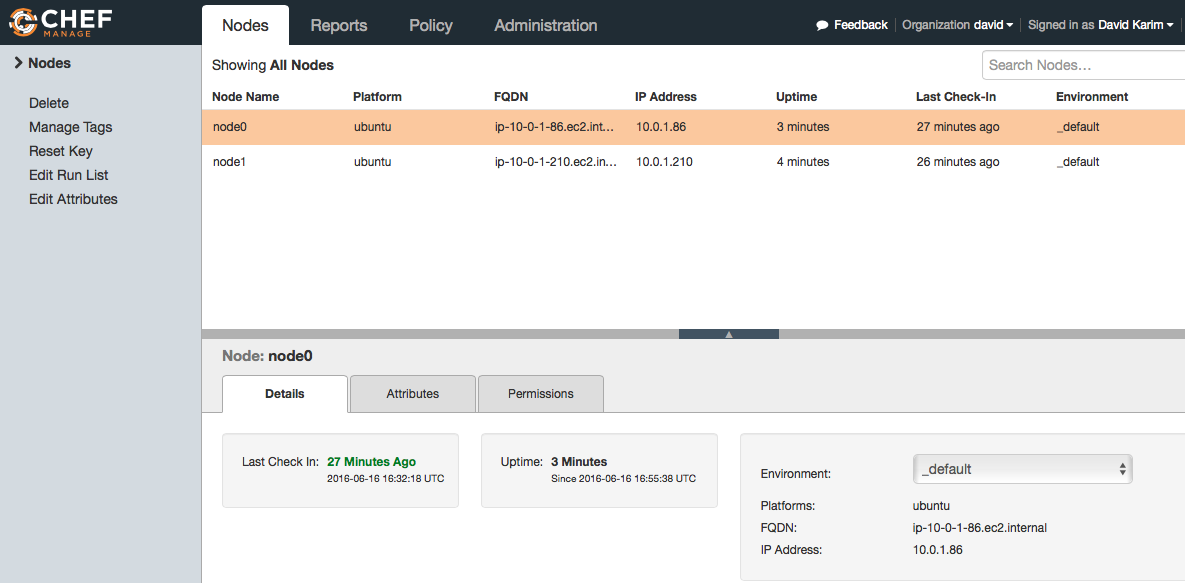 CHEF
MANAGE
Nodes Reports Policy Administration Feedback Organization david Signed in as David Karim
Nodes
Delete
Manage Tags
Reset Key
Edit Run List
Edit Attributes
Showing All Nodes Search Nodes...
Node Name Platform FQDN IP Address Uptime Last Check-In Environment
node0 ubuntu ip-10-0-1-86.ec2.int... 10.0.1.86 3 minutes 27 minutes ago _default
node1 ubuntu ip-10-0-1-210.ec2.in... 10.0.1.210 4 minutes 26 minutes ago _default
Node: node0
Details Attributes Permissions
Last Check In: 27 Minutes Ago
2016-06-16 16:32:18 UTC
Uptime: 3 Minutes
Since 2016-06-16 16:55:38 UTC
Environment: _default
Platforms: ubuntu
FQDN: ip-10-0-1-86.ec2.internal
IP Address: 10.0.1.86